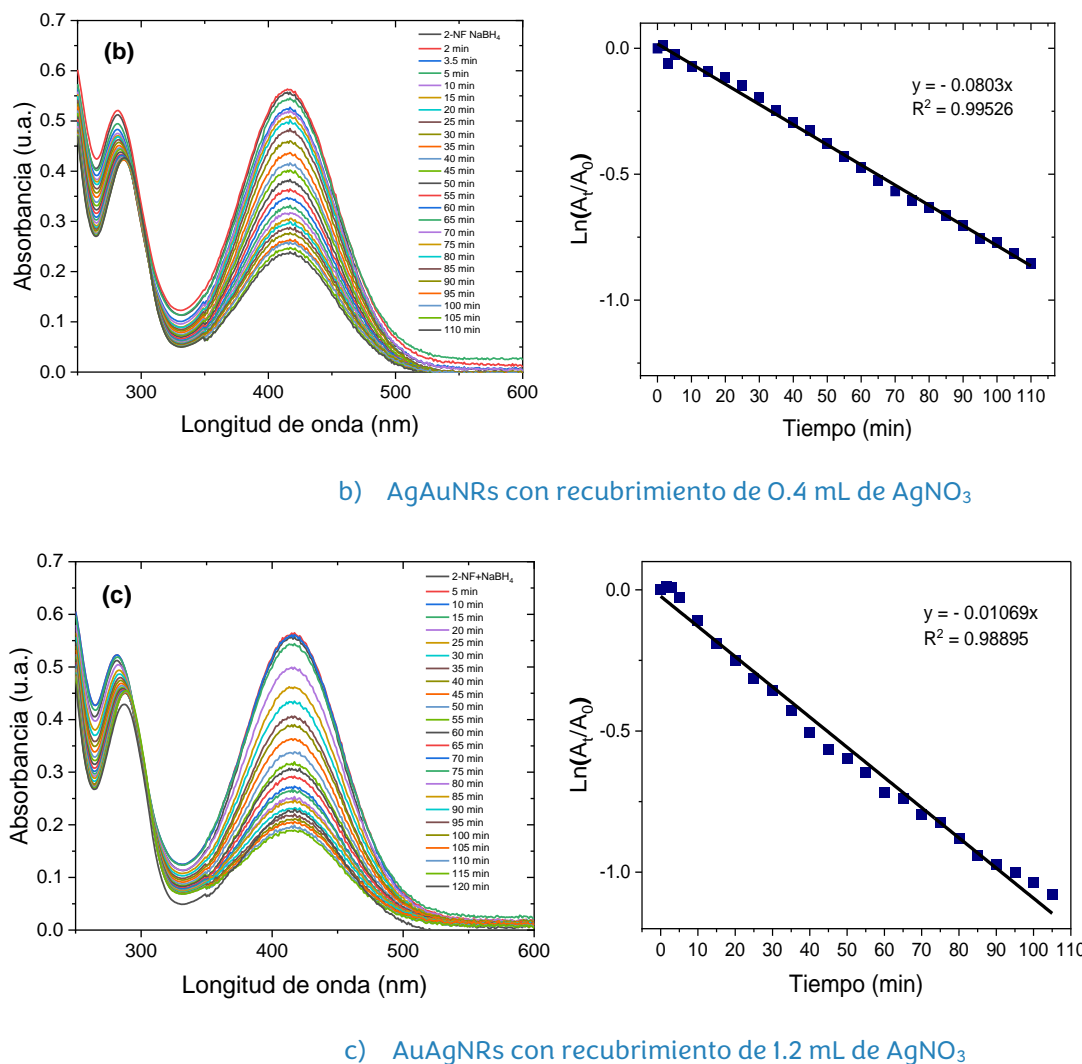 0.7
0.6
0.5
0.4
0.3
0.2
0.1
0.0
Absorbancia (u.a.)
(b)
2-NF NaBH₄
2 min
3.5 min
5 min
10 min
15 min
20 min
25 min
30 min
35 min
40 min
45 min
50 min
55 min
60 min
65 min
70 min
75 min
80 min
85 min
90 min
95 min
100 min
105 min
110 min
300 400 500 600
Longitud de onda (nm)
0.0
-0.5
-1.0
Ln(Aₜ/A₀)
y = - 0.0803x
R² = 0.99526
0 10 20 30 40 50 60 70 80 90 100 110
Tiempo (min)
b) AgAuNRs con recubrimiento de 0.4 mL de AgNO₃
0.7
0.6
0.5
0.4
0.3
0.2
0.1
0.0
Absorbancia (u.a.)
(c)
2-NF+NaBH₄
5 min
10 min
15 min
20 min
25 min
30 min
35 min
40 min
45 min
50 min
55 min
60 min
65 min
70 min
75 min
80 min
85 min
90 min
95 min
100 min
105 min
110 min
115 min
120 min
300 400 500 600
Longitud de onda (nm)
0.0
-0.5
-1.0
Ln(Aₜ/A₀)
y = - 0.01069x
R² = 0.98895
0 10 20 30 40 50 60 70 80 90 100
Tiempo (min)
c) AuAgNRs con recubrimiento de 1.2 mL de AgNO₃